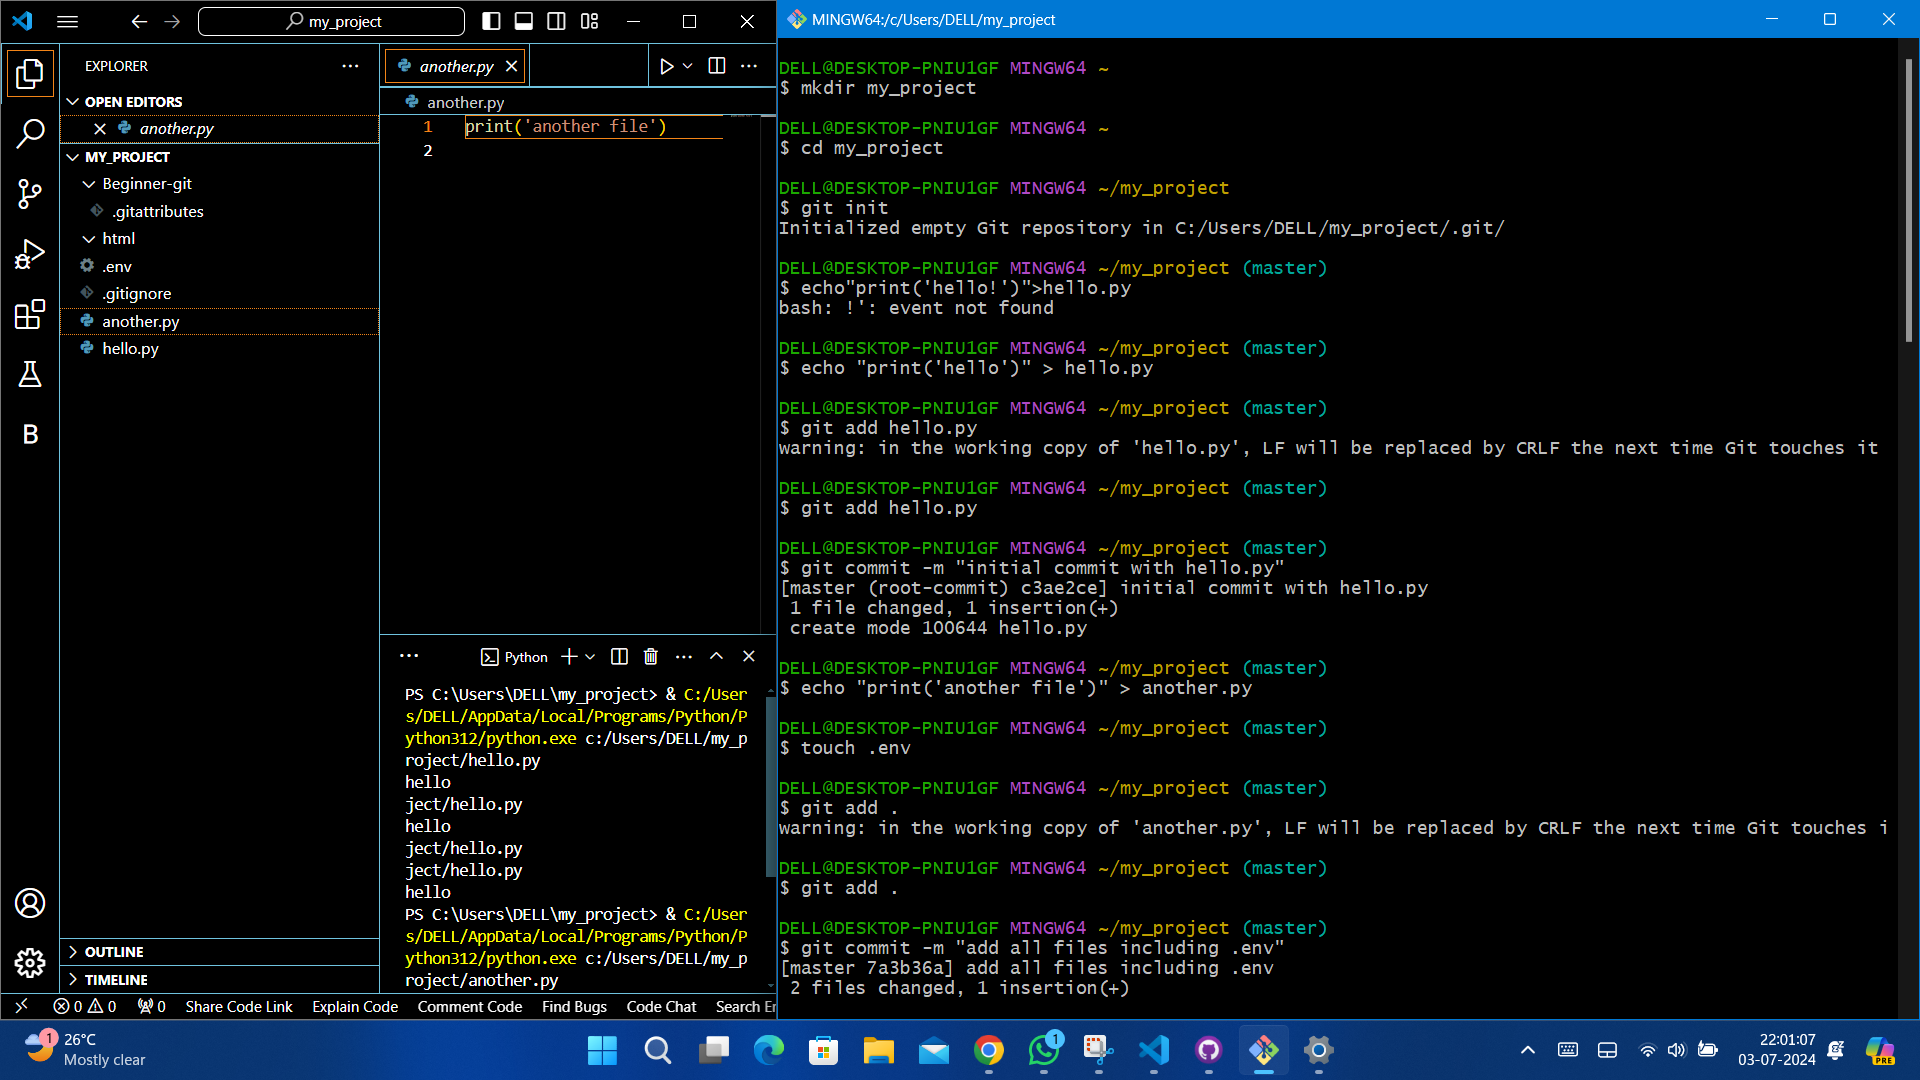 my_project
EXPLORER
OPEN EDITORS
another.py
MY_PROJECT
Beginner-git
.gitattributes
html
.env
.gitignore
another.py
hello.py
B
OUTLINE
TIMELINE
another.py
another.py
1 print('another file')
2
Python
PS C:\Users\DELL\my_project> & C:/User
s/DELL/AppData/Local/Programs/Python/P
ython312/python.exe c:/Users/DELL/my_p
roject/hello.py
hello
ject/hello.py
hello
ject/hello.py
ject/hello.py
hello
PS C:\Users\DELL\my_project> & C:/User
s/DELL/AppData/Local/Programs/Python/P
ython312/python.exe c:/Users/DELL/my_p
roject/another.py
0 0 0 Share Code Link Explain Code Comment Code Find Bugs Code Chat Search Er
MINGW64:/c/Users/DELL/my_project
DELL@DESKTOP-PNIU1GF MINGW64 ~
$ mkdir my_project
DELL@DESKTOP-PNIU1GF MINGW64 ~
$ cd my_project
DELL@DESKTOP-PNIU1GF MINGW64 ~/my_project
$ git init
Initialized empty Git repository in C:/Users/DELL/my_project/.git/
DELL@DESKTOP-PNIU1GF MINGW64 ~/my_project (master)
$ echo"print('hello!')">hello.py
bash: !': event not found
DELL@DESKTOP-PNIU1GF MINGW64 ~/my_project (master)
$ echo "print('hello')" > hello.py
DELL@DESKTOP-PNIU1GF MINGW64 ~/my_project (master)
$ git add hello.py
warning: in the working copy of 'hello.py', LF will be replaced by CRLF the next time Git touches it
DELL@DESKTOP-PNIU1GF MINGW64 ~/my_project (master)
$ git add hello.py
DELL@DESKTOP-PNIU1GF MINGW64 ~/my_project (master)
$ git commit -m "initial commit with hello.py"
[master (root-commit) c3ae2ce] initial commit with hello.py
1 file changed, 1 insertion(+)
create mode 100644 hello.py
DELL@DESKTOP-PNIU1GF MINGW64 ~/my_project (master)
$ echo "print('another file')" > another.py
DELL@DESKTOP-PNIU1GF MINGW64 ~/my_project (master)
$ touch .env
DELL@DESKTOP-PNIU1GF MINGW64 ~/my_project (master)
$ git add .
warning: in the working copy of 'another.py', LF will be replaced by CRLF the next time Git touches i
DELL@DESKTOP-PNIU1GF MINGW64 ~/my_project (master)
$ git add .
DELL@DESKTOP-PNIU1GF MINGW64 ~/my_project (master)
$ git commit -m "add all files including .env"
[master 7a3b36a] add all files including .env
2 files changed, 1 insertion(+)
1
26°C
Mostly clear
1
22:01:07
03-07-2024
PRE